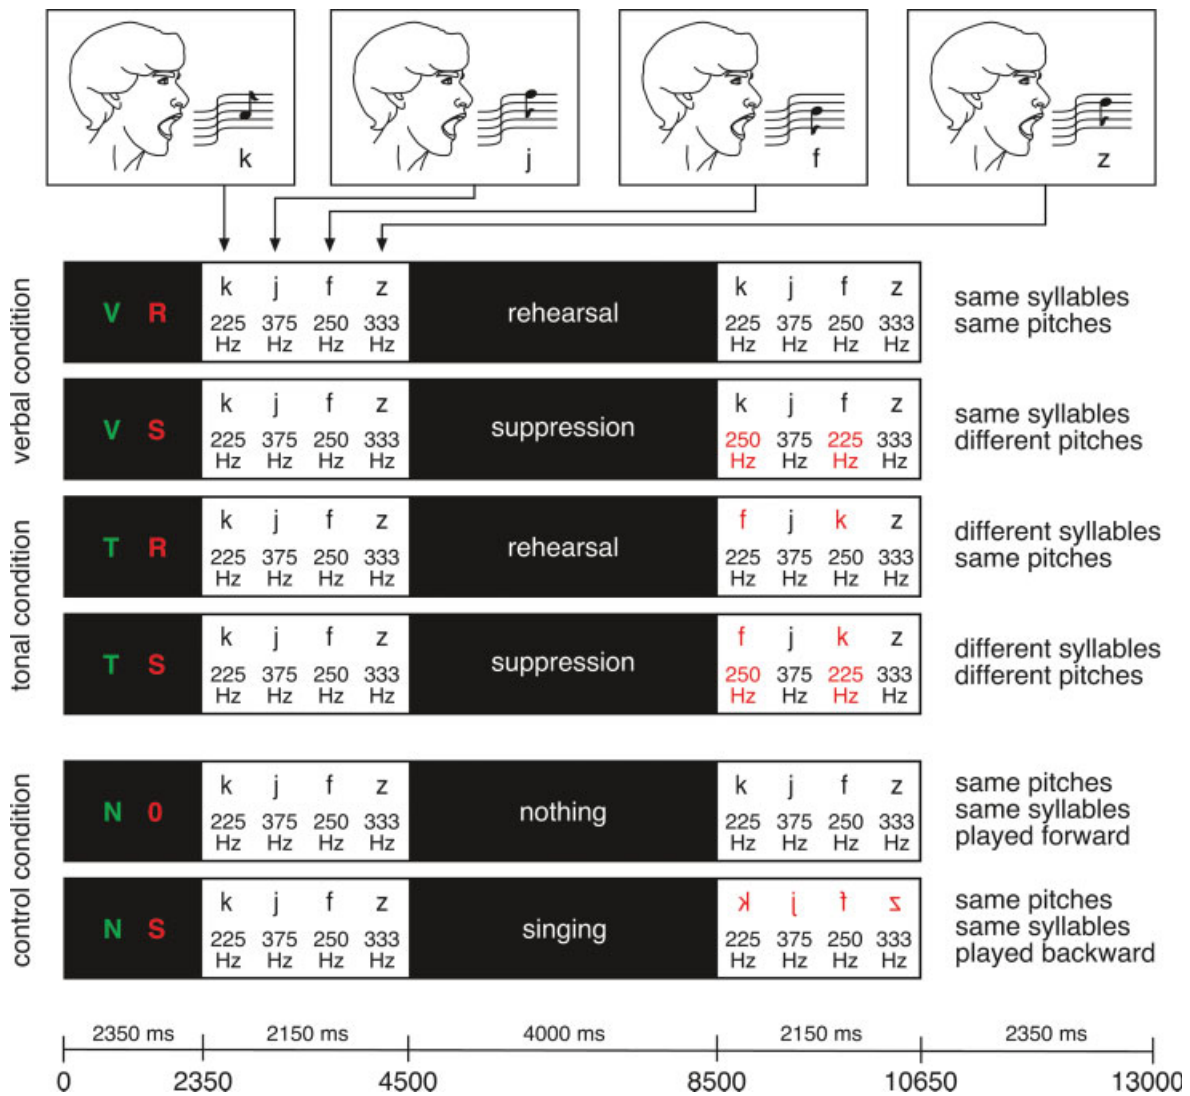 k
j
f
z
verbal condition
V R
k j f z
225 375 250 333
Hz Hz Hz Hz
rehearsal
k j f z
225 375 250 333
Hz Hz Hz Hz
same syllables
same pitches
V S
k j f z
225 375 250 333
Hz Hz Hz Hz
suppression
k j f z
250 375 225 333
Hz Hz Hz Hz
same syllables
different pitches
tonal condition
T R
k j f z
225 375 250 333
Hz Hz Hz Hz
rehearsal
f j k z
225 375 250 333
Hz Hz Hz Hz
different syllables
same pitches
T S
k j f z
225 375 250 333
Hz Hz Hz Hz
suppression
f j k z
250 375 225 333
Hz Hz Hz Hz
different syllables
different pitches
control condition
N 0
k j f z
225 375 250 333
Hz Hz Hz Hz
nothing
k j f z
225 375 250 333
Hz Hz Hz Hz
same pitches
same syllables
played forward
N S
k j f z
225 375 250 333
Hz Hz Hz Hz
singing
k j f z
225 375 250 333
Hz Hz Hz Hz
same pitches
same syllables
played backward
2350 ms 2150 ms 4000 ms 2150 ms 2350 ms
0 2350 4500 8500 10650 13000